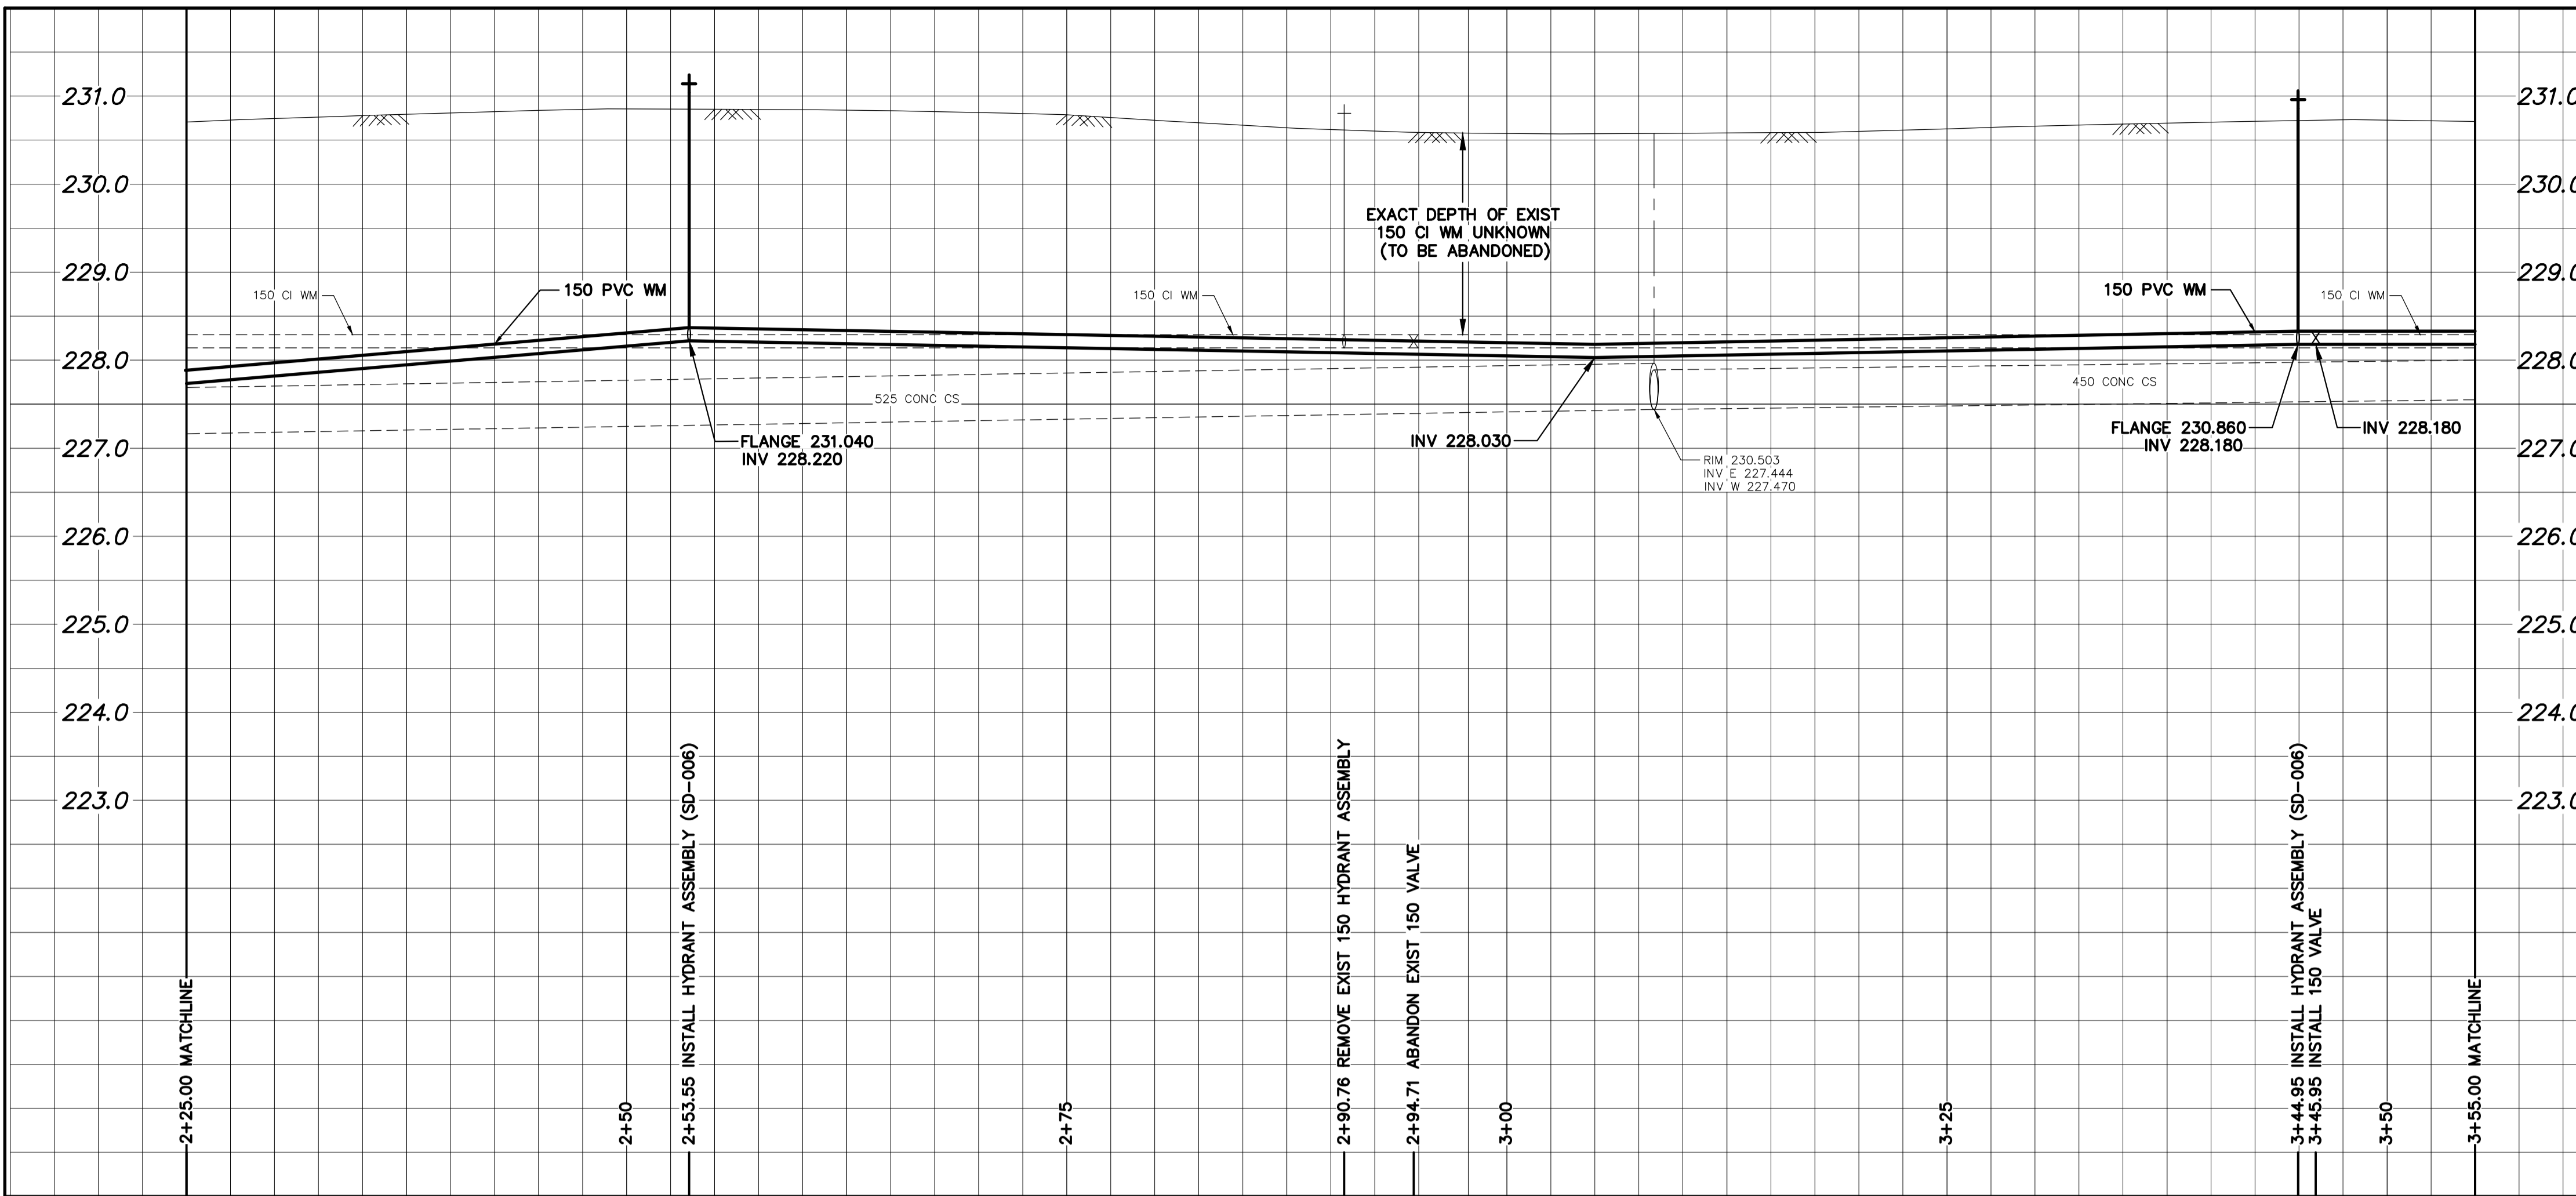 231.0
231.0
230.0
230.0
EXACT DEPTH OF EXIST
150 CI WM UNKNOWN
(TO BE ABANDONED)
229.0
229.0
150 CI WM
150 PVC WM
150 CI WM
150 PVC WM
150 CI WM
228.0
228.0
525 CONC CS
450 CONC CS
227.0
227.0
FLANGE 231.040
INV 228.220
INV 228.030
RIM 230.503
INV E 227.444
INV W 227.470
FLANGE 230.860
INV 228.180
INV 228.180
226.0
226.0
225.0
225.0
224.0
224.0
223.0
223.0
2+25.00 MATCHLINE
2+50
2+53.55 INSTALL HYDRANT ASSEMBLY (SD-006)
2+75
2+90.76 REMOVE EXIST 150 HYDRANT ASSEMBLY
2+94.71 ABANDON EXIST 150 VALVE
3+00
3+25
3+44.95 INSTALL HYDRANT ASSEMBLY (SD-006)
3+45.95 INSTALL 150 VALVE
3+50
3+55.00 MATCHLINE